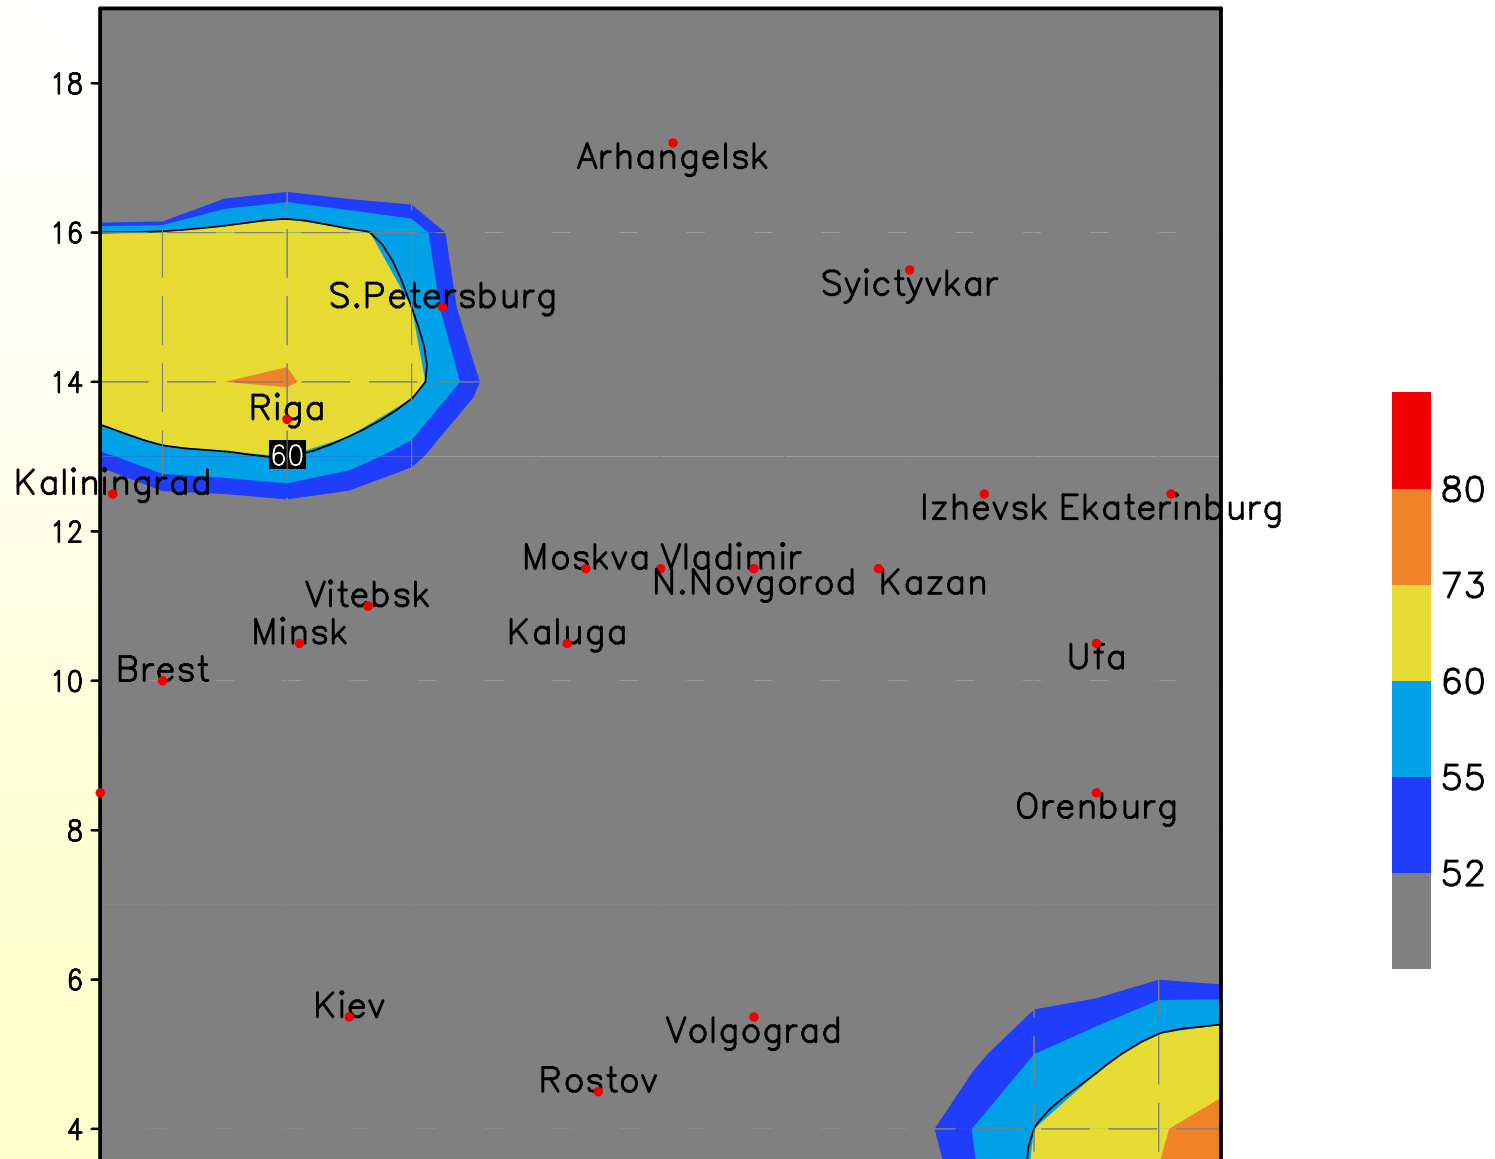 18
Arhangelsk
16
Syictyvkar
S.Petersburg
14
Riga
60
Kaliningrad
80
Izhevsk Ekaterinburg
12
Moskva Vladimir
N.Novgorod Kazan
73
Vitebsk
Minsk
Kaluga
Ufa
Brest
10
60
55
Orenburg
8
52
6
Kiev
Volgograd
Rostov
4